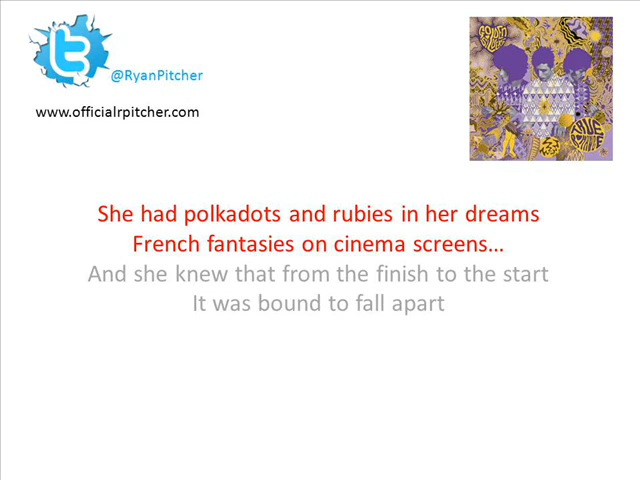 @RyanPitcher
www.officialrpitcher.com
She had polkadots and rubies in her dreams
French fantasies on cinema screens…
And she knew that from the finish to the start
It was bound to fall apart